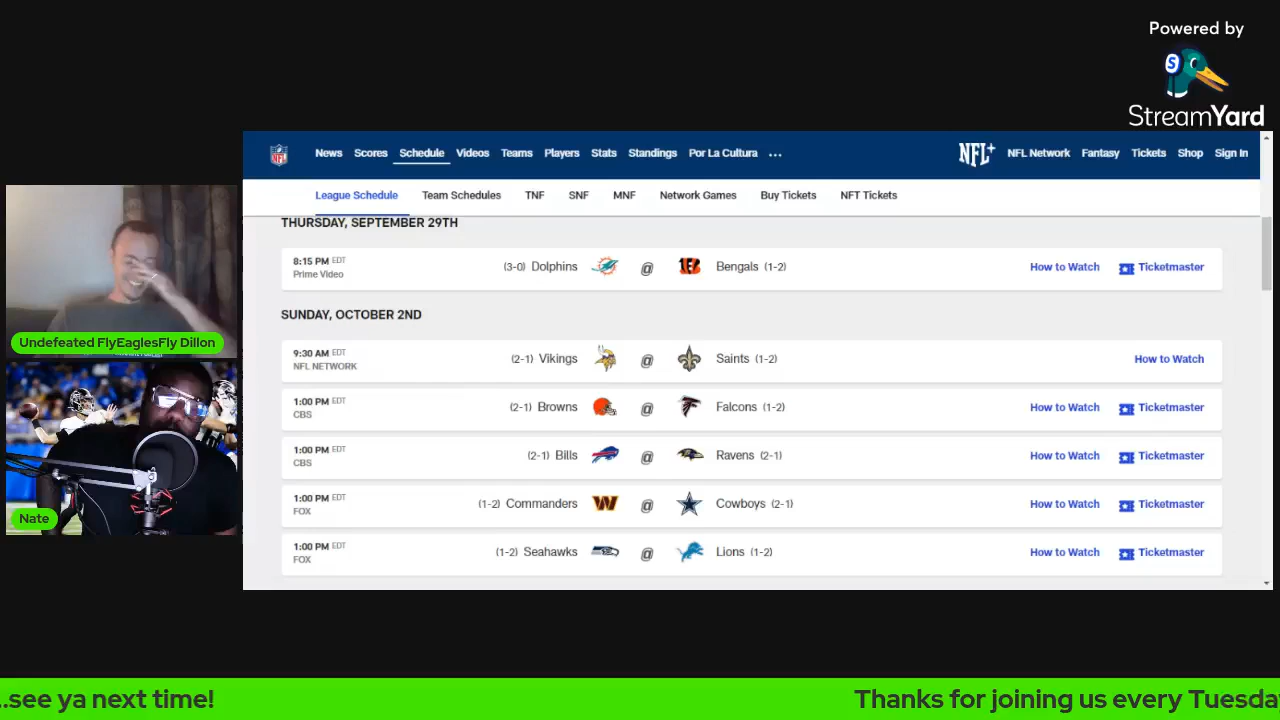 Powered by
StreamYard
News Scores Schedule Videos Teams Players Stats Standings Por La Cultura ...
NFL+ NFL Network Fantasy Tickets Shop Sign In
League Schedule Team Schedules TNF SNF MNF Network Games Buy Tickets NFT Tickets
THURSDAY, SEPTEMBER 29TH
8:15 PM EDT
Prime Video
(3-0) Dolphins @ Bengals (1-2) How to Watch Ticketmaster
SUNDAY, OCTOBER 2ND
9:30 AM EDT
NFL NETWORK
(2-1) Vikings @ Saints (1-2) How to Watch
1:00 PM EDT
CBS
(2-1) Browns @ Falcons (1-2) How to Watch Ticketmaster
1:00 PM EDT
CBS
(2-1) Bills @ Ravens (2-1) How to Watch Ticketmaster
1:00 PM EDT
FOX
(1-2) Commanders @ Cowboys (2-1) How to Watch Ticketmaster
1:00 PM EDT
FOX
(1-2) Seahawks @ Lions (1-2) How to Watch Ticketmaster
Undefeated FlyEaglesFly Dillon
Nate
..see ya next time! Thanks for joining us every Tuesda